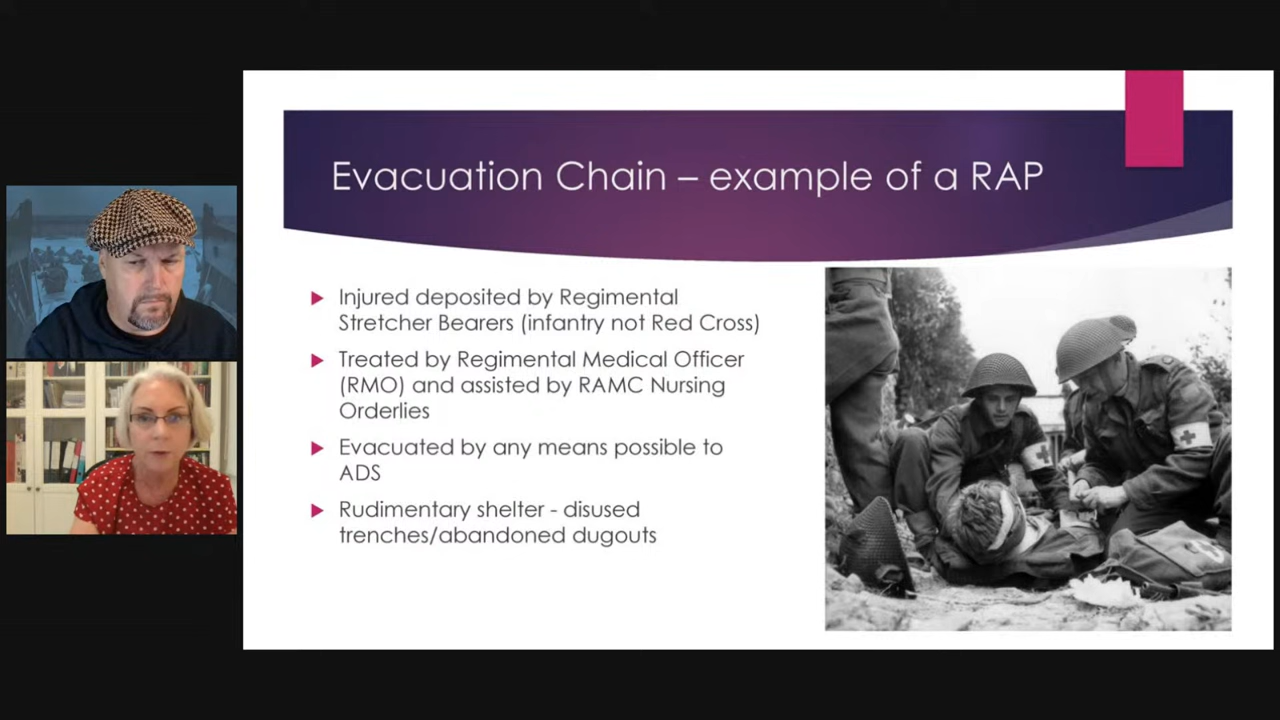 Evacuation Chain – example of a RAP
Injured deposited by Regimental
Stretcher Bearers (infantry not Red Cross)
Treated by Regimental Medical Officer
(RMO) and assisted by RAMC Nursing
Orderlies
Evacuated by any means possible to
ADS
Rudimentary shelter - disused
trenches/abandoned dugouts